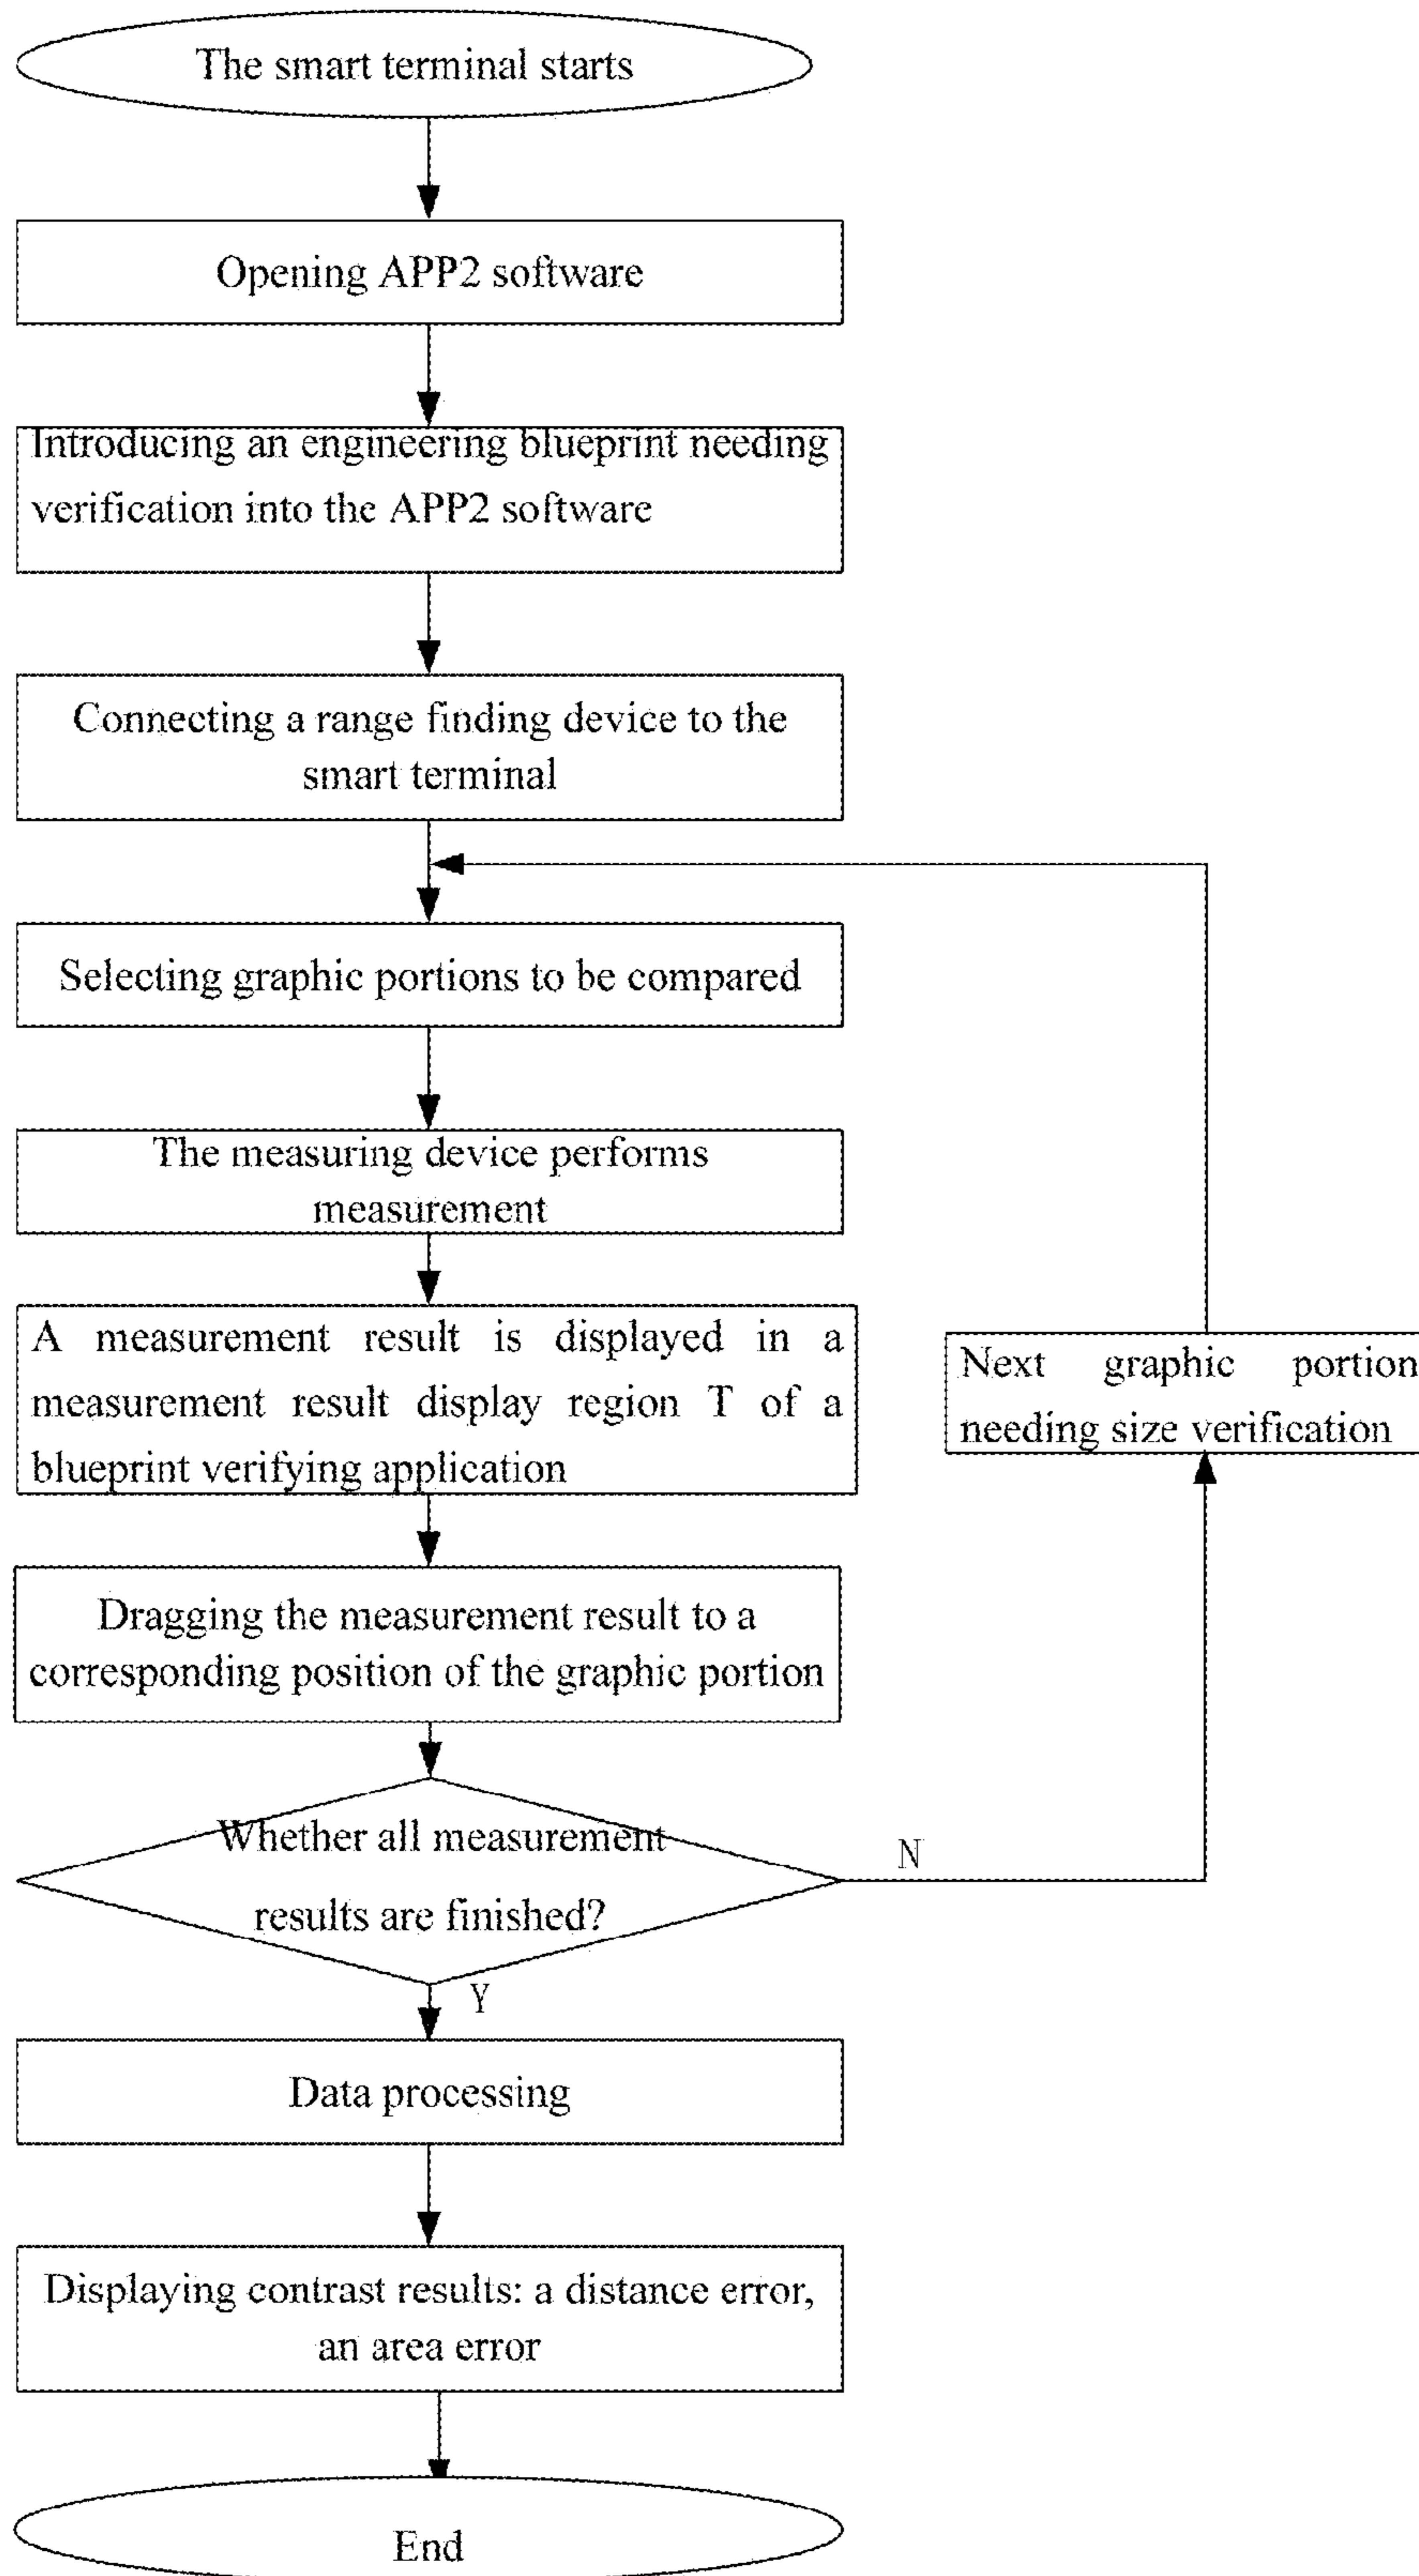 The smart terminal starts
Opening APP2 software
Introducing an engineering blueprint needing
verification into the APP2 software
Connecting a range finding device to the
smart terminal
Selecting graphic portions to be compared
The measuring device performs
measurement
A measurement result is displayed in a
measurement result display region T of a
blueprint verifying application
Next graphic portion
needing size verification
Dragging the measurement result to a
corresponding position of the graphic portion
Whether all measurement
results are finished?
N
Y
Data processing
Displaying contrast results: a distance error,
an area error
End